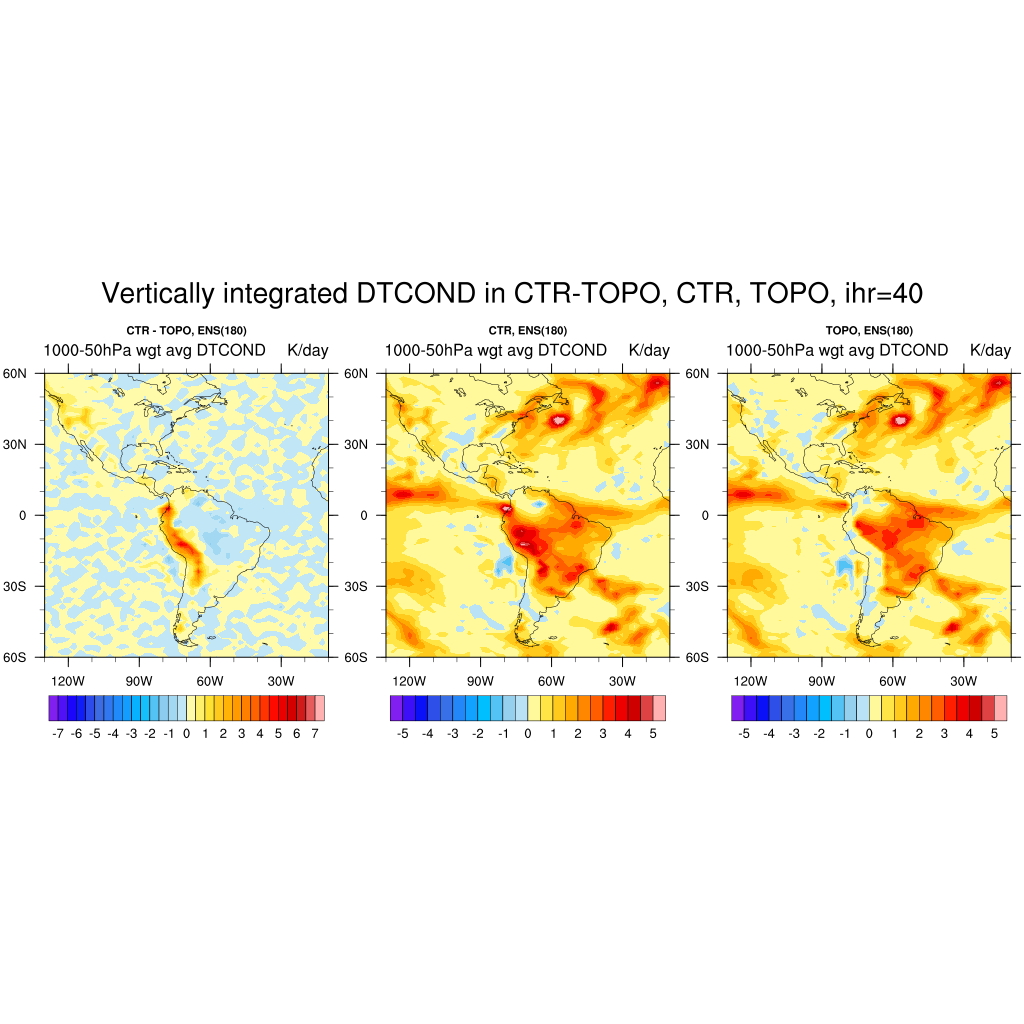 Vertically integrated DTCOND in CTR-TOPO, CTR, TOPO, ihr=40
CTR - TOPO, ENS(180)
1000-50hPa wgt avg DTCOND K/day
60N
30N
0
30S
60S
120W 90W 60W 30W
-7 -6 -5 -4 -3 -2 -1 0 1 2 3 4 5 6 7
CTR, ENS(180)
1000-50hPa wgt avg DTCOND K/day
60N
30N
0
30S
60S
120W 90W 60W 30W
-5 -4 -3 -2 -1 0 1 2 3 4 5
TOPO, ENS(180)
1000-50hPa wgt avg DTCOND K/day
60N
30N
0
30S
60S
120W 90W 60W 30W
-5 -4 -3 -2 -1 0 1 2 3 4 5